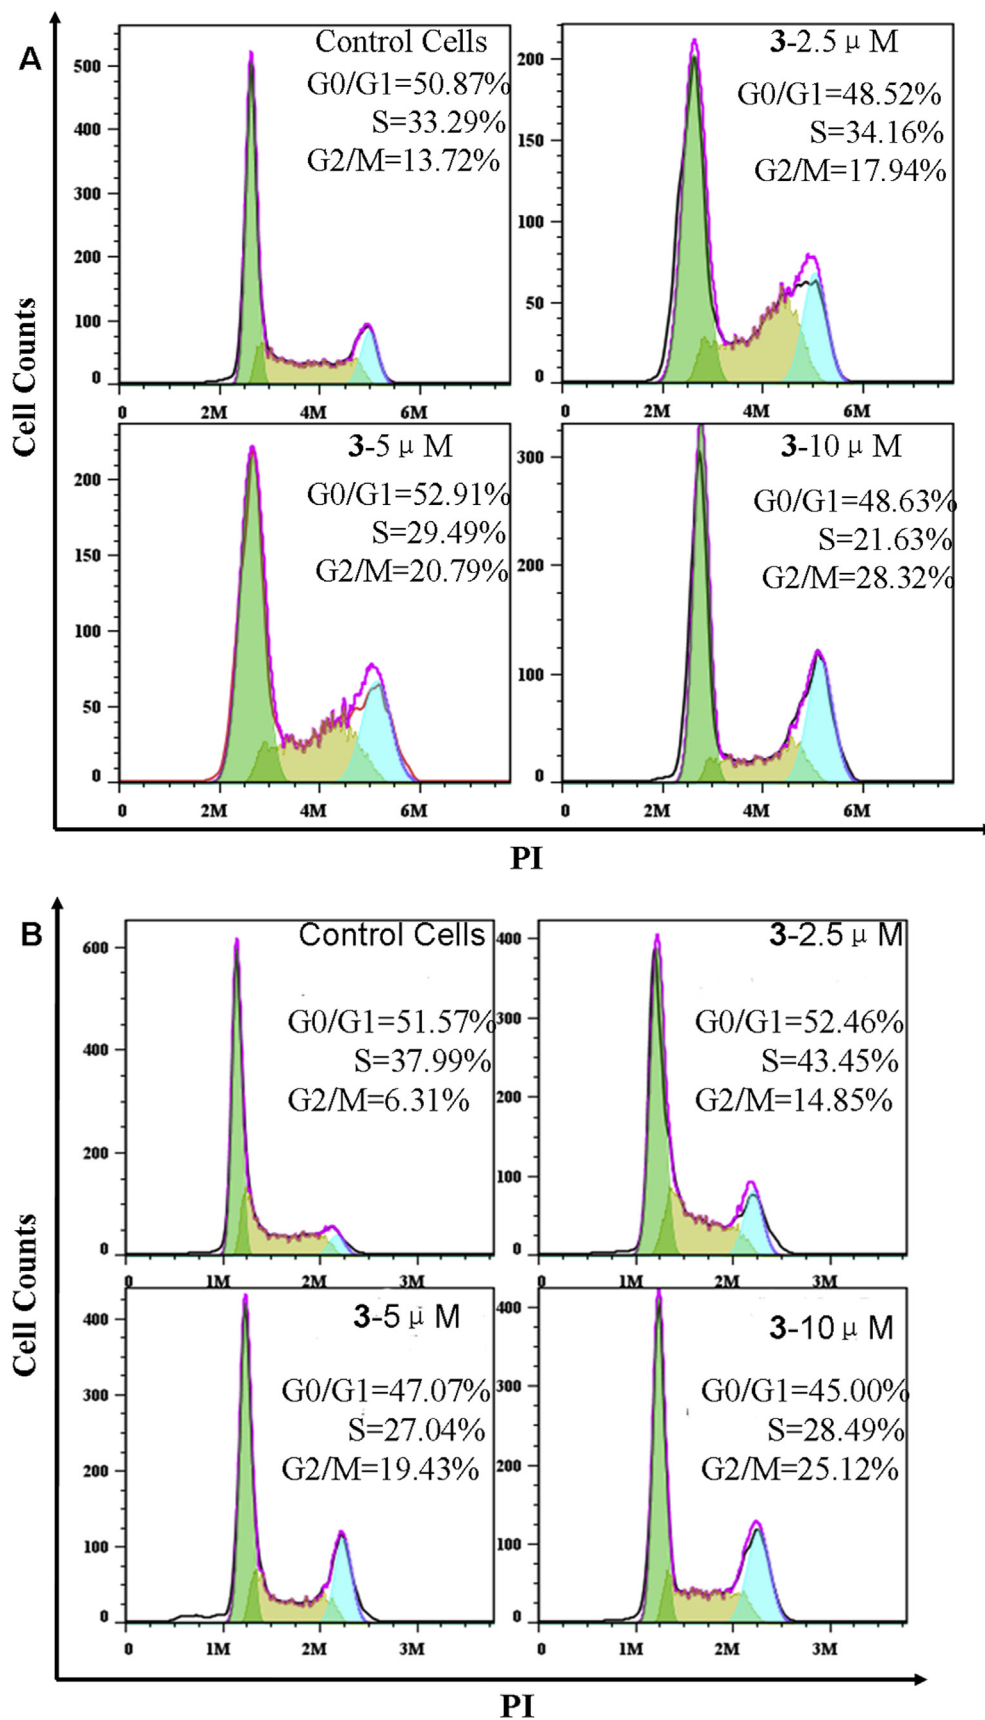 A
Control Cells
G0/G1=50.87%
S=33.29%
G2/M=13.72%
500
400
300
200
100
0
0
2M
4M
6M
3-2.5 μ M
G0/G1=48.52%
S=34.16%
G2/M=17.94%
200
150
100
50
0
0
2M
4M
6M
Cell Counts
3-5 μ M
G0/G1=52.91%
S=29.49%
G2/M=20.79%
200
150
100
50
0
0
2M
4M
6M
3-10 μ M
G0/G1=48.63%
S=21.63%
G2/M=28.32%
300
200
100
0
0
2M
4M
6M
PI
B
Control Cells
G0/G1=51.57%
S=37.99%
G2/M=6.31%
600
400
200
0
0
1M
2M
3M
3-2.5 μ M
G0/G1=52.46%
S=43.45%
G2/M=14.85%
400
300
200
100
0
0
1M
2M
3M
Cell Counts
3-5 μ M
G0/G1=47.07%
S=27.04%
G2/M=19.43%
400
300
200
100
0
0
1M
2M
3M
3-10 μ M
G0/G1=45.00%
S=28.49%
G2/M=25.12%
400
300
200
100
0
0
1M
2M
3M
PI